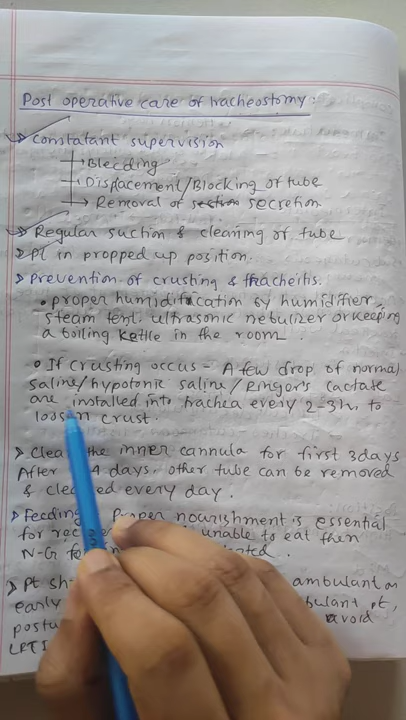 Post operative care of tracheostomy:
Constatant supervision
Bleeding
Displacement/Blocking of tube
Removal of secretion
Regular suction & cleaning of tube
Pt in propped up position.
Prevention of crusting & tracheitis.
proper humidification by humidifier,
steam tent, ultrasonic nebulizer or keeping
a boiling kettle in the room.
If crusting occus - A few drop of normal
saline/hypotonic saline/Ringer's lactate
are installed into trachea every 2-3hr to
loosen crust.
the inner cannula for first 3days
After 4 days, other tube can be removed
& cleaned every day.
Feeding Proper nourishment is essential
for unable to eat then
N-G
Pt sh ambulant or
early pt,
postu avoid
LRTI